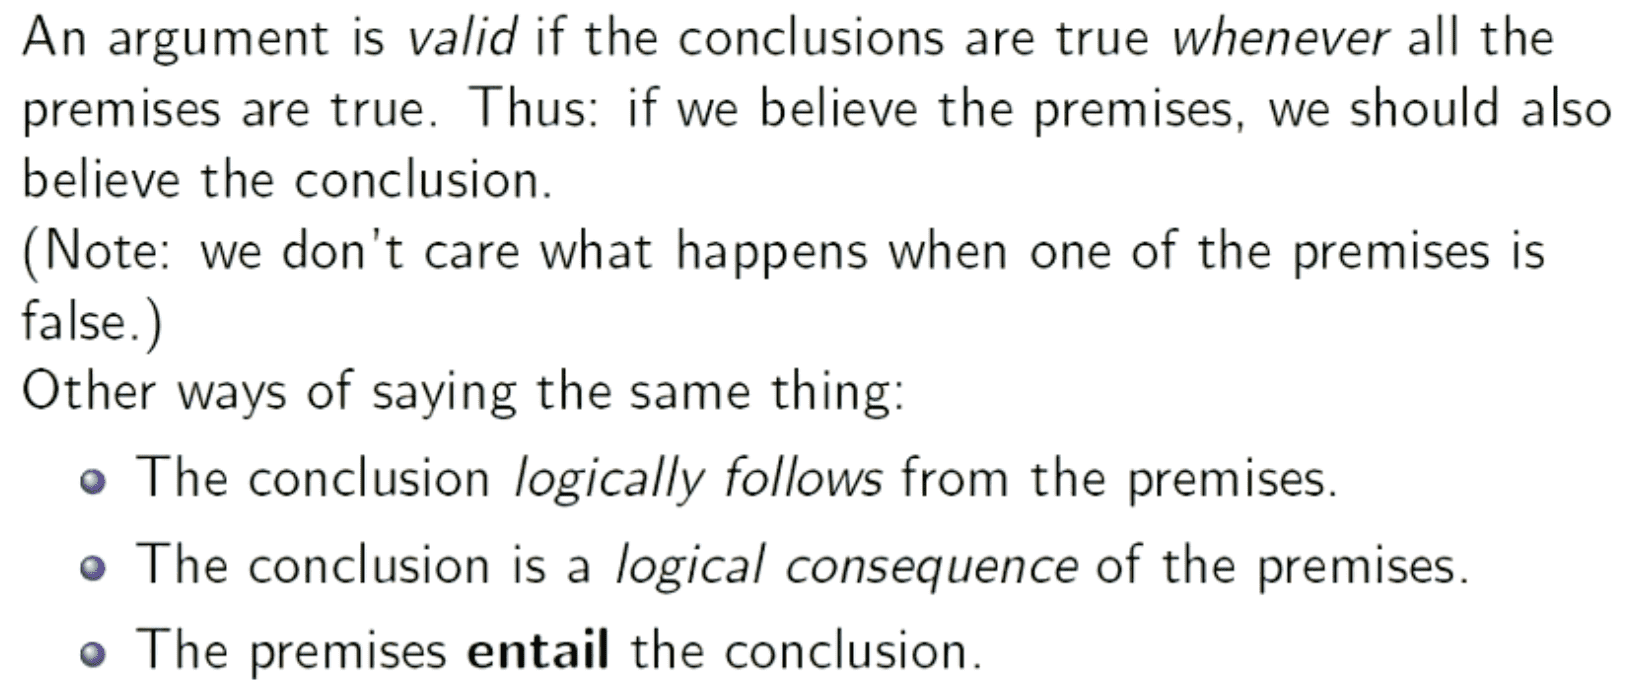 An argument is valid if the conclusions are true whenever all the
premises are true. Thus: if we believe the premises, we should also
believe the conclusion.
(Note: we don't care what happens when one of the premises is
false.)
Other ways of saying the same thing:
The conclusion logically follows from the premises.
The conclusion is a logical consequence of the premises.
The premises entail the conclusion.